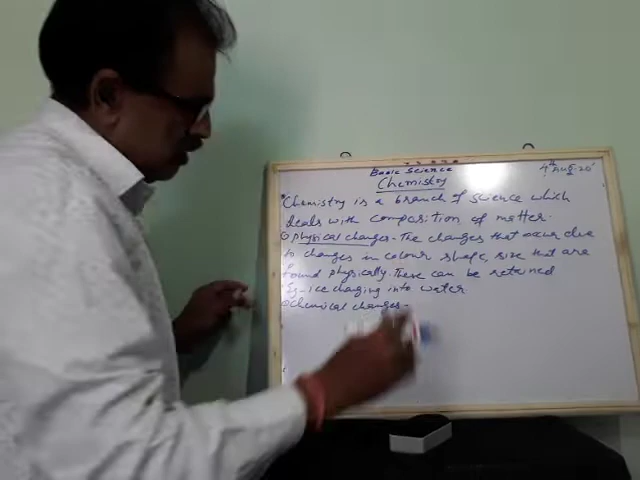 Basic Science
4th Aug-20
Chemistry
Chemistry is a branch of science which
deals with composition of matter.
Physical changes - The changes that occur due
to changes in colour shape, size that are
found physically. These can be retained
Eg - ice changing into water
Chemical changes -